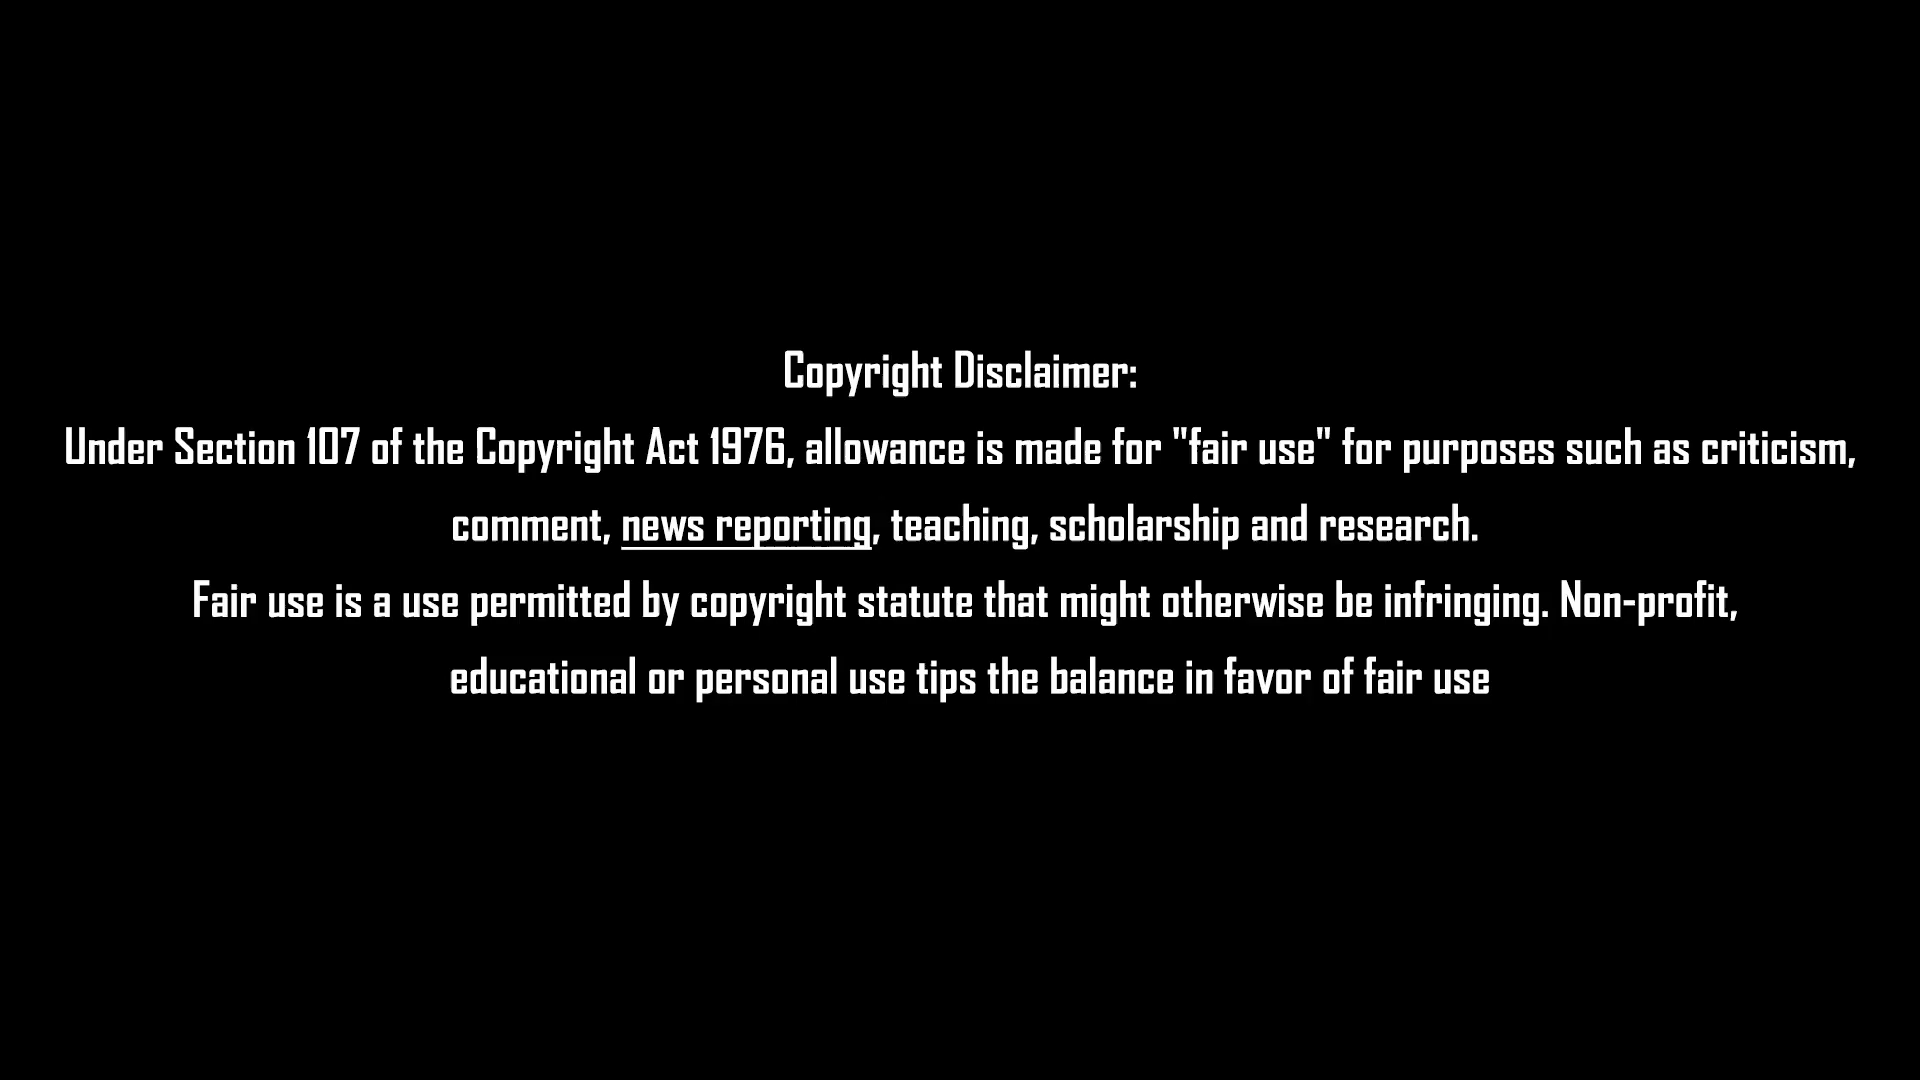 Copyright Disclaimer:
Under Section 107 of the Copyright Act 1976, allowance is made for "fair use" for purposes such as criticism,
comment, news reporting, teaching, scholarship and research.
Fair use is a use permitted by copyright statute that might otherwise be infringing. Non-profit,
educational or personal use tips the balance in favor of fair use